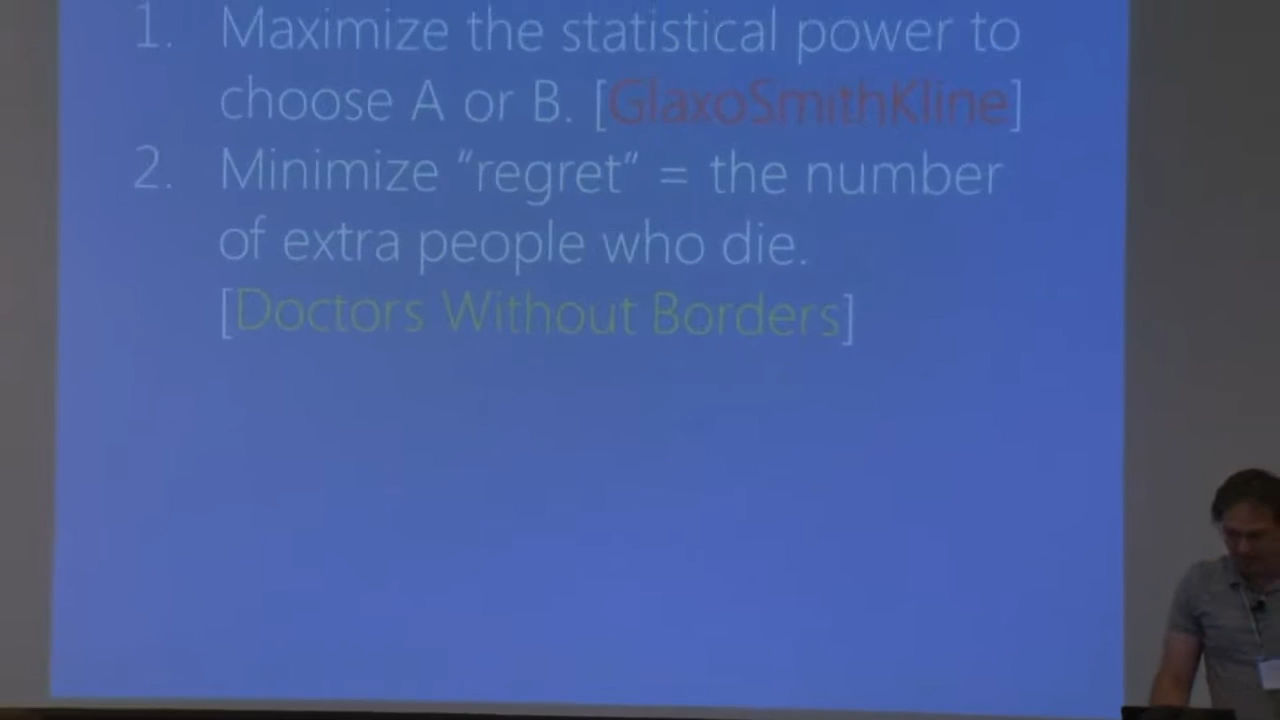 1. Maximize the statistical power to
choose A or B. [GlaxoSmithKline]
2. Minimize “regret” = the number
of extra people who die.
[Doctors Without Borders]